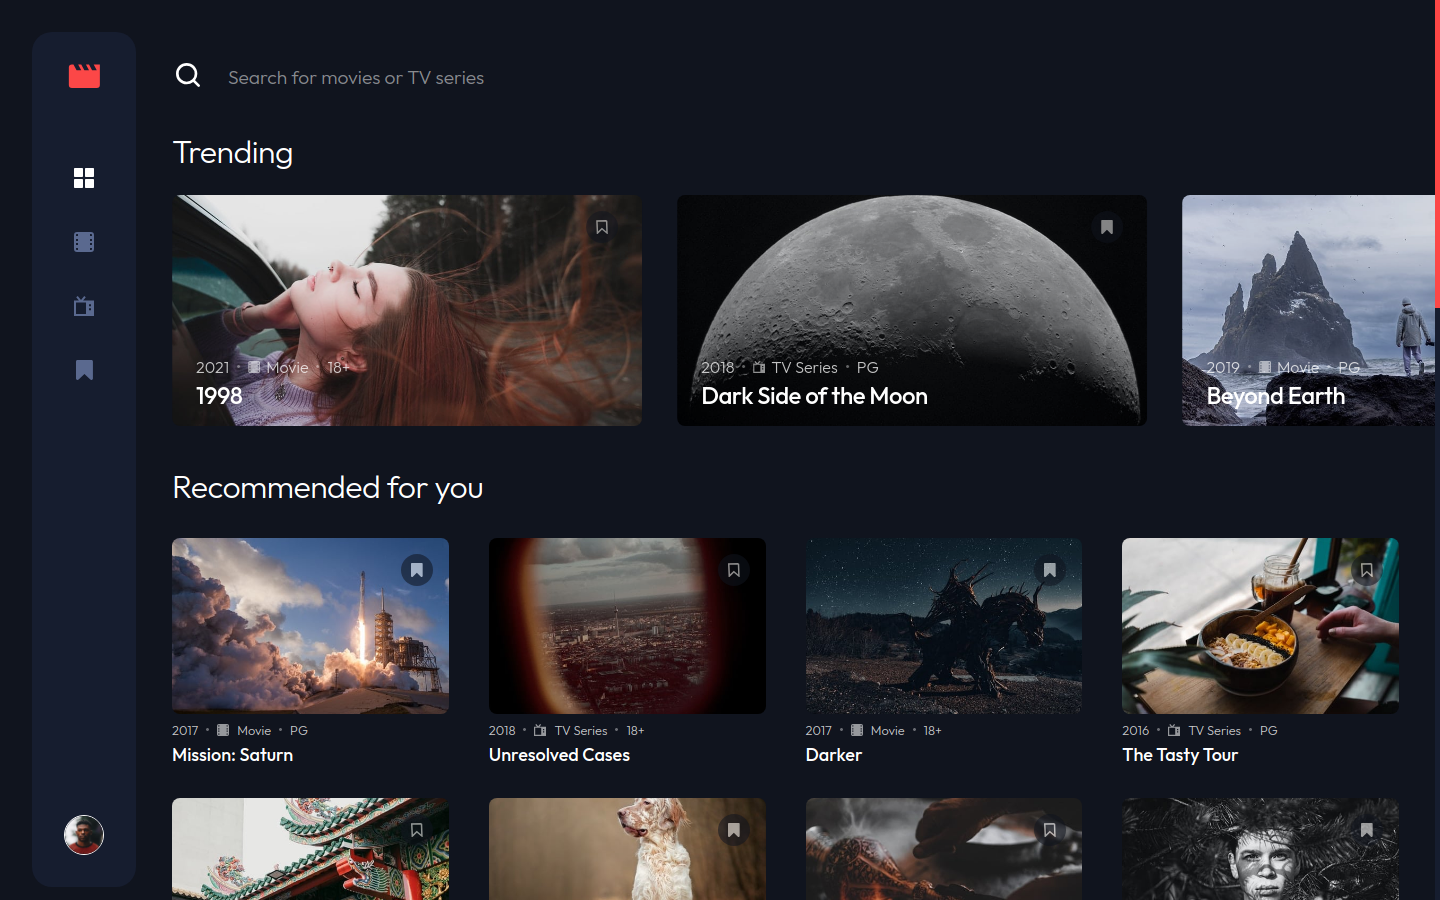 Search for movies or TV series
Trending
2021 • Movie • 18+
1998
2018 • TV Series • PG
Dark Side of the Moon
2019 • Movie • PG
Beyond Earth
Recommended for you
2017 • Movie • PG
Mission: Saturn
2018 • TV Series • 18+
Unresolved Cases
2017 • Movie • 18+
Darker
2016 • TV Series • PG
The Tasty Tour